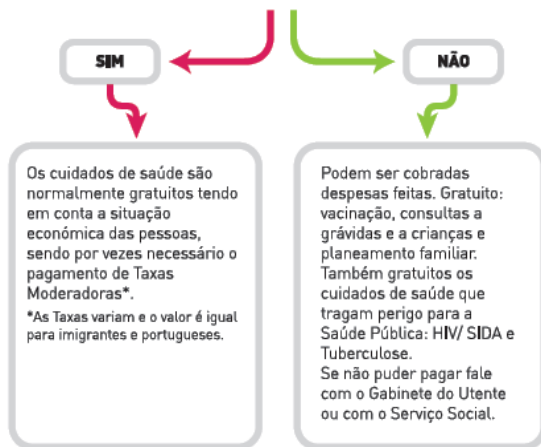 SIM
NÃO
Os cuidados de saúde são
normalmente gratuitos tendo
em conta a situação
económica das pessoas,
sendo por vezes necessário o
pagamento de Taxas
Moderadoras*.
*As Taxas variam e o valor é igual
para imigrantes e portugueses.
Podem ser cobradas
despesas feitas. Gratuito:
vacinação, consultas a
grávidas e a crianças e
planeamento familiar.
Também gratuitos os
cuidados de saúde que
tragam perigo para a
Saúde Pública: HIV/ SIDA e
Tuberculose.
Se não puder pagar fale
com o Gabinete do Utente
ou com o Serviço Social.